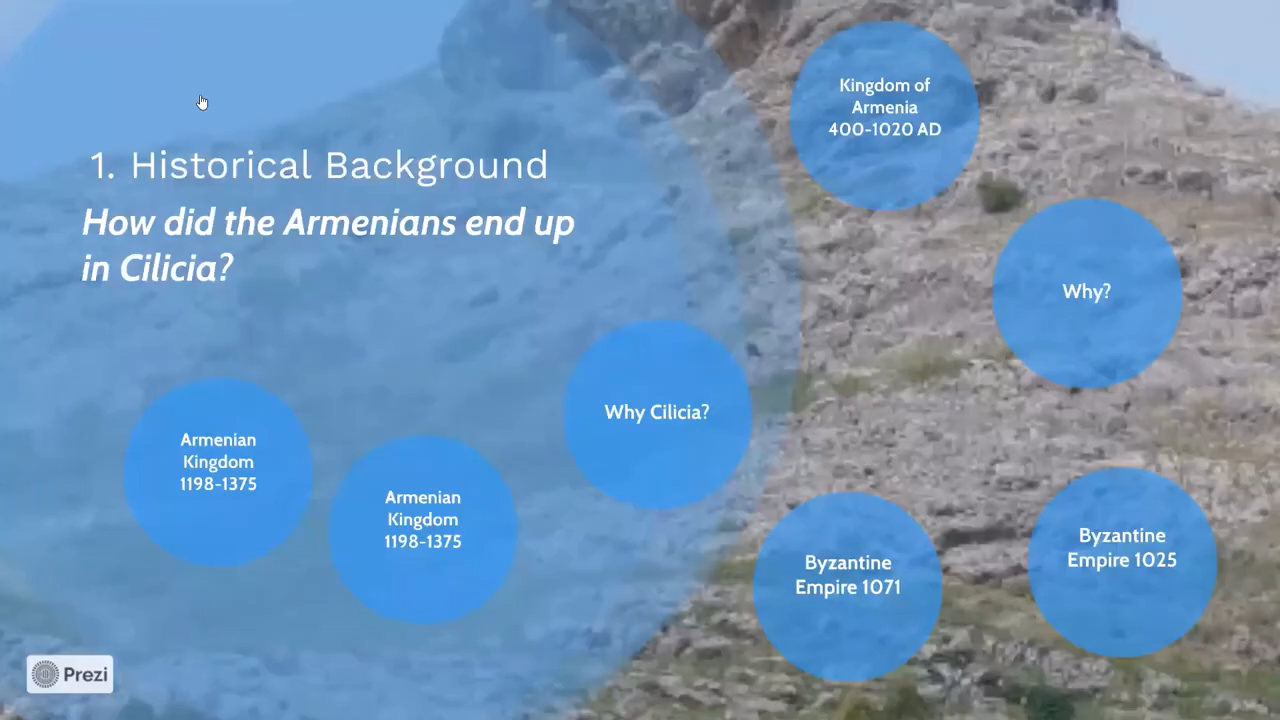 1. Historical Background
How did the Armenians end up
in Cilicia?
Kingdom of
Armenia
400-1020 AD
Why?
Byzantine
Empire 1025
Byzantine
Empire 1071
Why Cilicia?
Armenian
Kingdom
1198-1375
Armenian
Kingdom
1198-1375
Prezi